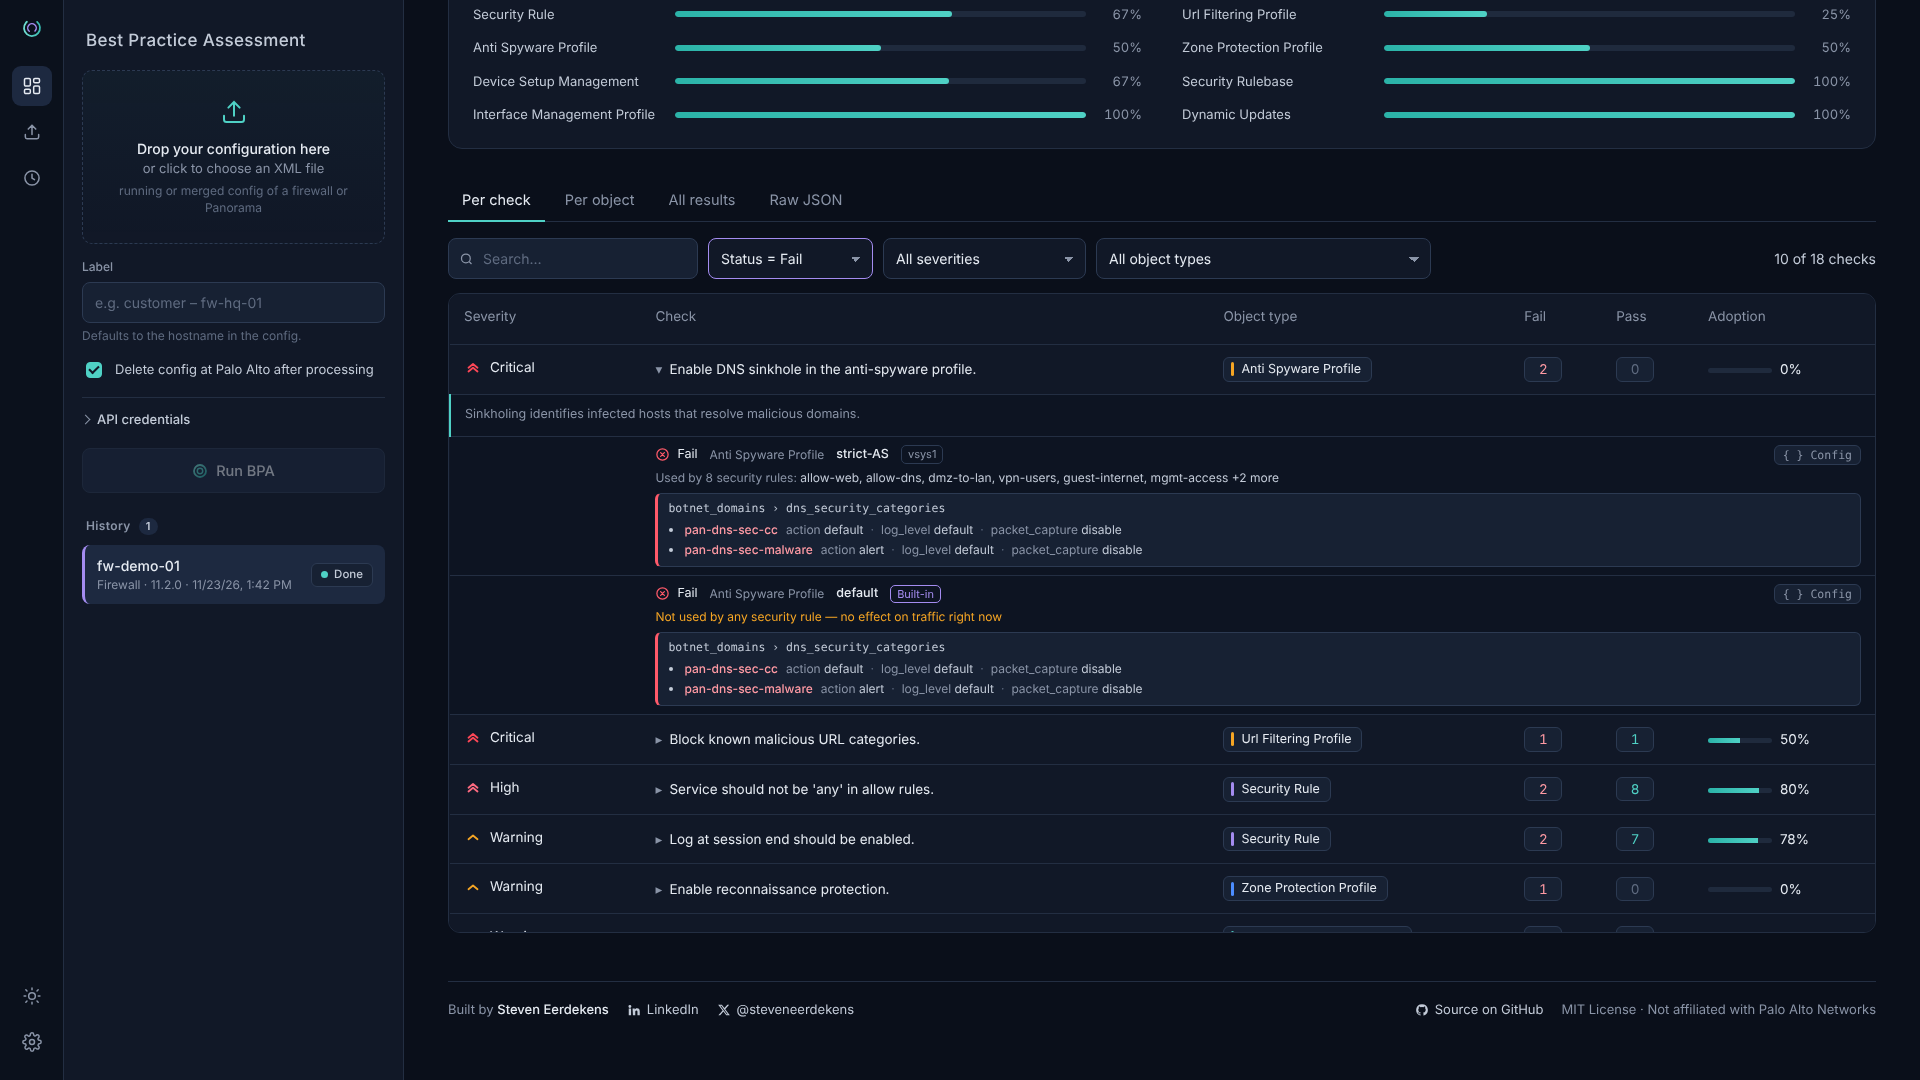 Best Practice Assessment
Drop your configuration here
or click to choose an XML file
running or merged config of a firewall or
Panorama
Label
e.g. customer – fw-hq-01
Defaults to the hostname in the config.
Delete config at Palo Alto after processing
API credentials
Run BPA
History 1
fw-demo-01
Firewall · 11.2.0 · 11/23/26, 1:42 PM
Done
Security Rule 67% Url Filtering Profile 25%
Anti Spyware Profile 50% Zone Protection Profile 50%
Device Setup Management 67% Security Rulebase 100%
Interface Management Profile 100% Dynamic Updates 100%
Per check Per object All results Raw JSON
Search... Status = Fail All severities All object types 10 of 18 checks
Severity Check Object type Fail Pass Adoption
Critical ▾ Enable DNS sinkhole in the anti-spyware profile. Anti Spyware Profile 2 0 0%
Sinkholing identifies infected hosts that resolve malicious domains.
Fail Anti Spyware Profile strict-AS vsys1 { } Config
Used by 8 security rules: allow-web, allow-dns, dmz-to-lan, vpn-users, guest-internet, mgmt-access +2 more
botnet_domains › dns_security_categories
• pan-dns-sec-cc action default · log_level default · packet_capture disable
• pan-dns-sec-malware action alert · log_level default · packet_capture disable
Fail Anti Spyware Profile default Built-in { } Config
Not used by any security rule — no effect on traffic right now
botnet_domains › dns_security_categories
• pan-dns-sec-cc action default · log_level default · packet_capture disable
• pan-dns-sec-malware action alert · log_level default · packet_capture disable
Critical ▸ Block known malicious URL categories. Url Filtering Profile 1 1 50%
High ▸ Service should not be 'any' in allow rules. Security Rule 2 8 80%
Warning ▸ Log at session end should be enabled. Security Rule 2 7 78%
Warning ▸ Enable reconnaissance protection. Zone Protection Profile 1 0 0%
Built by Steven Eerdekens LinkedIn @steveneerdekens Source on GitHub MIT License · Not affiliated with Palo Alto Networks